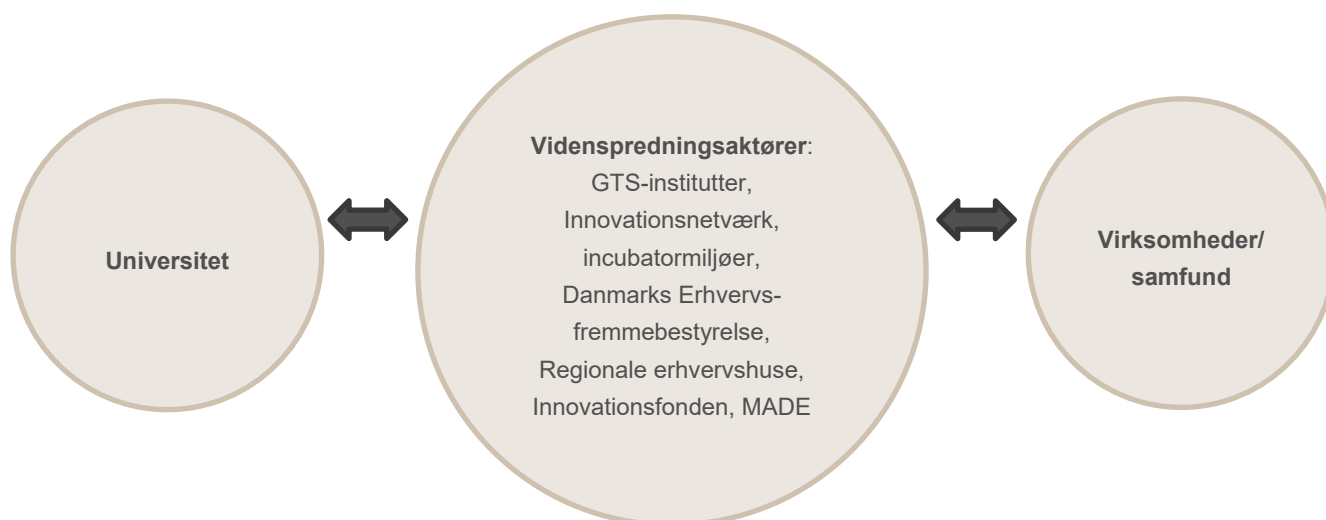 Universitet
Videnspredningsaktører:
GTS-institutter,
Innovationsnetværk,
incubatormiljøer,
Danmarks Erhvervs-
fremmebestyrelse,
Regionale erhvervshuse,
Innovationsfonden, MADE
Virksomheder/
samfund